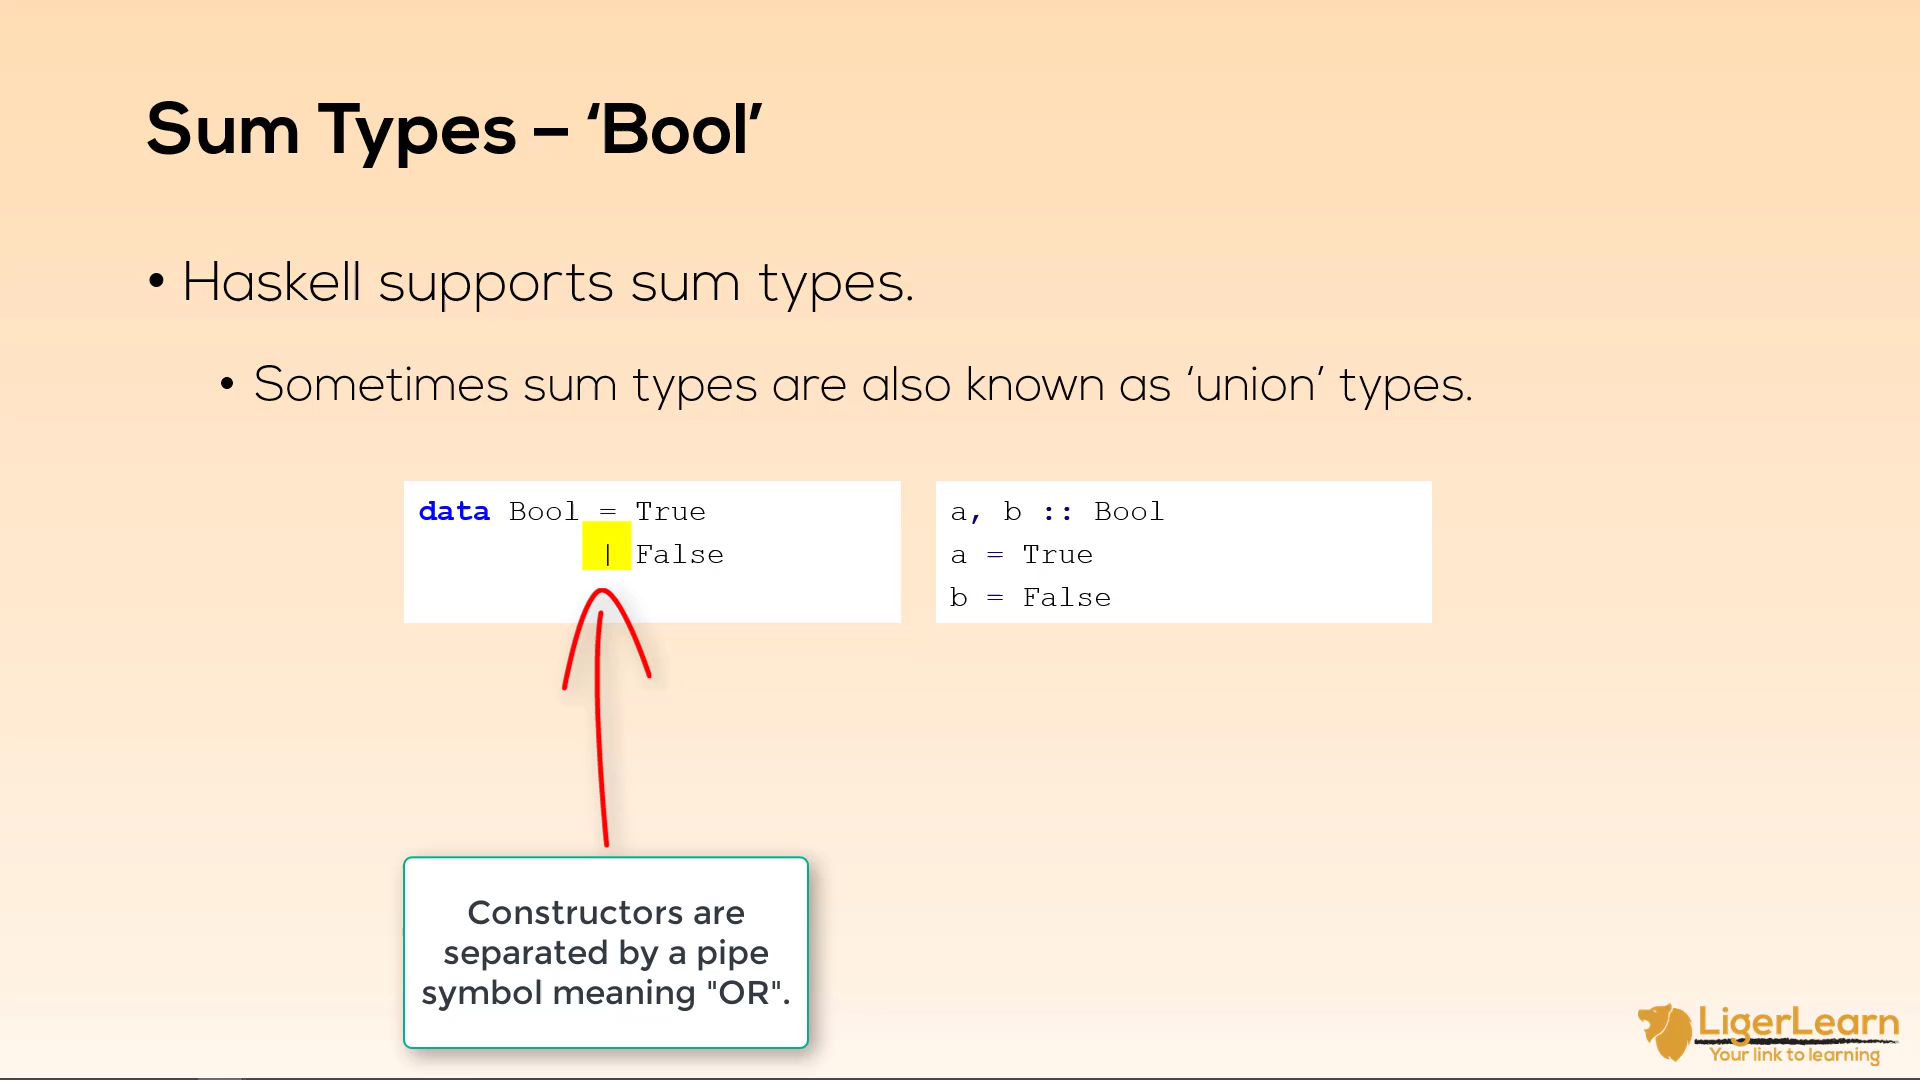 Sum Types – ‘Bool’
• Haskell supports sum types.
• Sometimes sum types are also known as ‘union’ types.
data Bool = True
| False
a, b :: Bool
a = True
b = False
Constructors are
separated by a pipe
symbol meaning "OR".
LigerLearn
Your link to learning